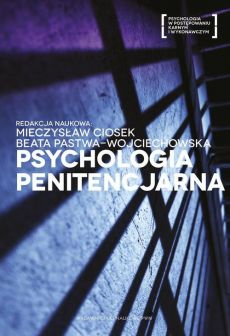 PSYCHOLOGIA
W POSTĘPOWANIU
KARNYM
I WYKONAWCZYM
REDAKCJA NAUKOWA:
MIECZYSŁAW CIOSEK
BEATA PASTWA-WOJCIECHOWSKA
PSYCHOLOGIA
PENITENCJARNA
WYDAWNICTWO NAUKOWE PWN